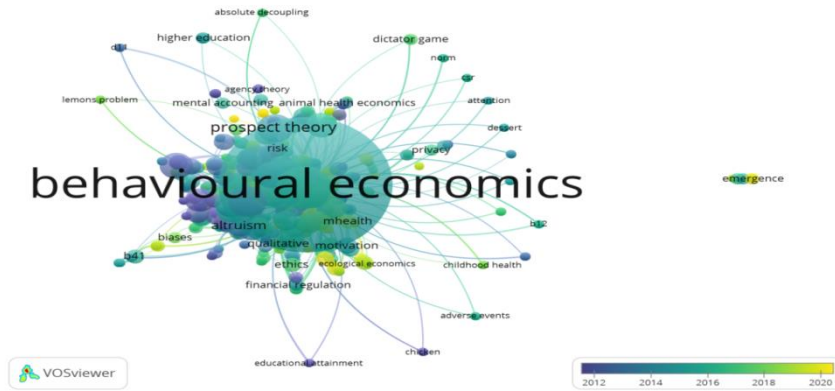 absolute decoupling
higher education
dictator game
d11
norm
csr
agency theory
lemons problem
mental accounting
animal health economics
attention
prospect theory
dessert
risk
privacy
behavioural economics
emergence
altruism
mhealth
b12
biases
qualitative
motivation
b41
ethics
ecological economics
childhood health
financial regulation
adverse events
chicken
educational attainment
VOSviewer
2012 2014 2016 2018 2020